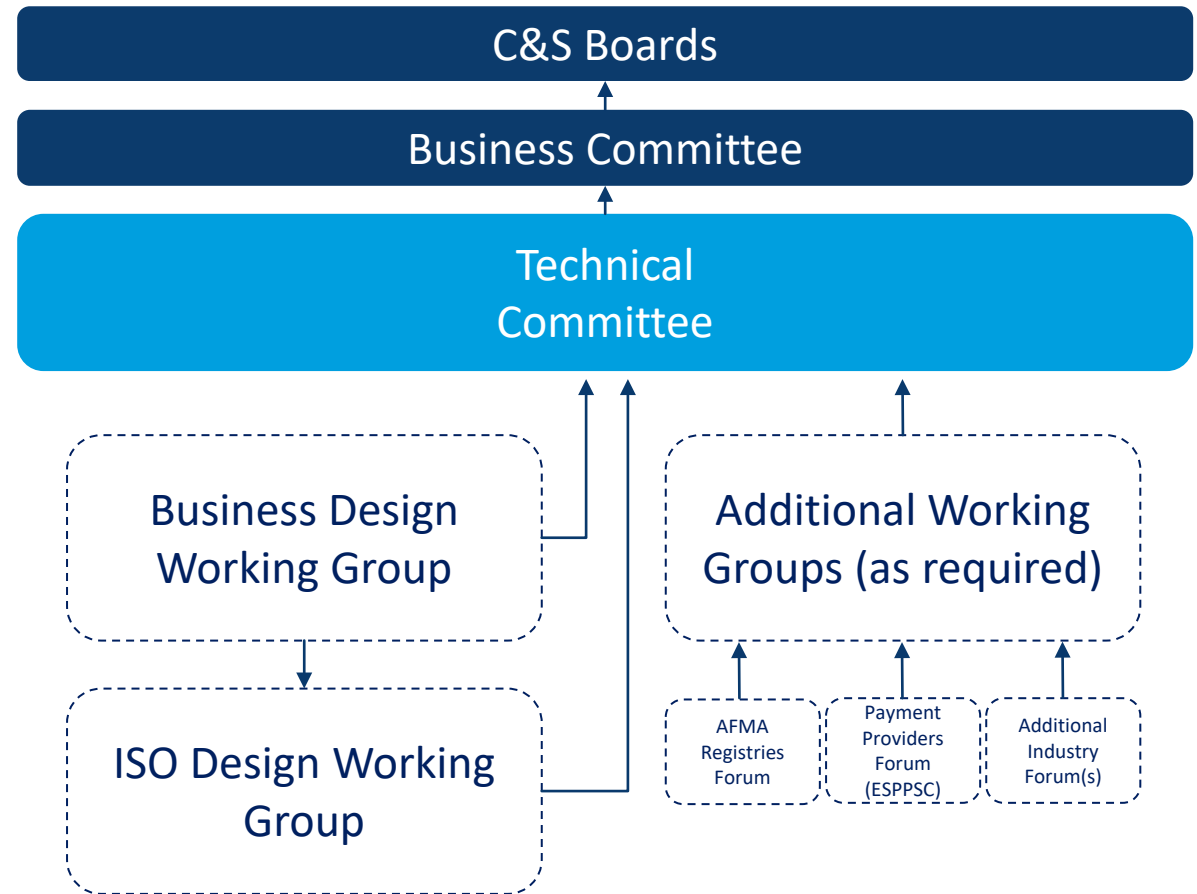 C&S Boards
Business Committee
Technical
Committee
Business Design
Working Group
Additional Working
Groups (as required)
ISO Design Working
Group
AFMA
Registries
Forum
Payment
Providers
Forum
(ESPPSC)
Additional
Industry
Forum(s)